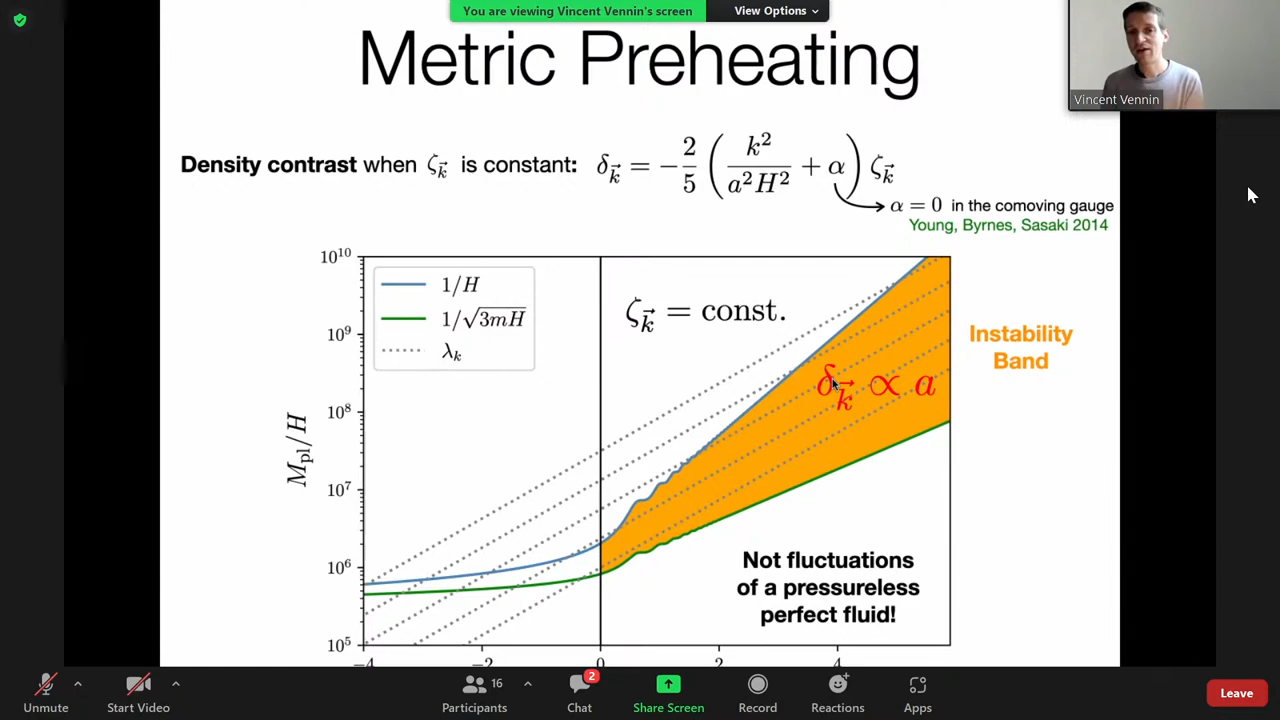 You are viewing Vincent Vennin's screen
View Options
Metric Preheating
Vincent Vennin
Density contrast when ζ_k⃗ is constant: δ_k⃗ = −2/5 (k²/a²H² + α) ζ_k⃗
α = 0 in the comoving gauge
Young, Byrnes, Sasaki 2014
1/H
1/√3mH
λ_k
ζ_k⃗ = const.
Instability
Band
δ_k⃗ ∝ a
M_pl/H
10^10
10^9
10^8
10^7
10^6
10^5
Not fluctuations
of a pressureless
perfect fluid!
−4
−2
0
2
4
Unmute
Start Video
16
Participants
2
Chat
Share Screen
Record
Reactions
Apps
Leave